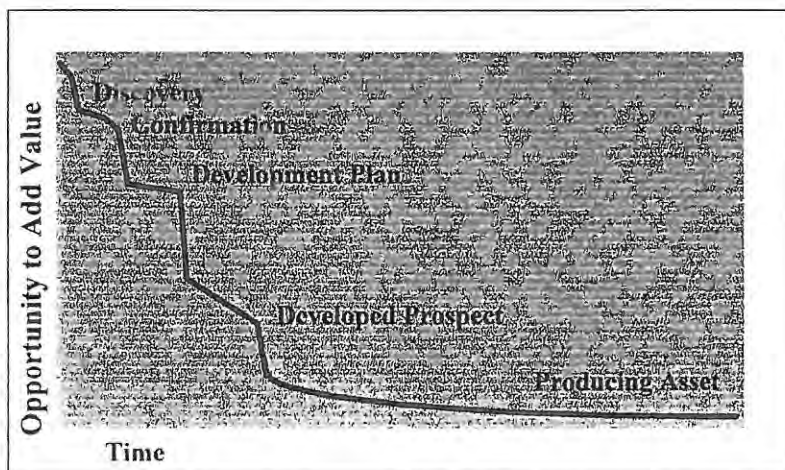 Opportunity to Add Value
Discovery
Confirmation
Development Plan
Developed Prospect
Producing Asset
Time